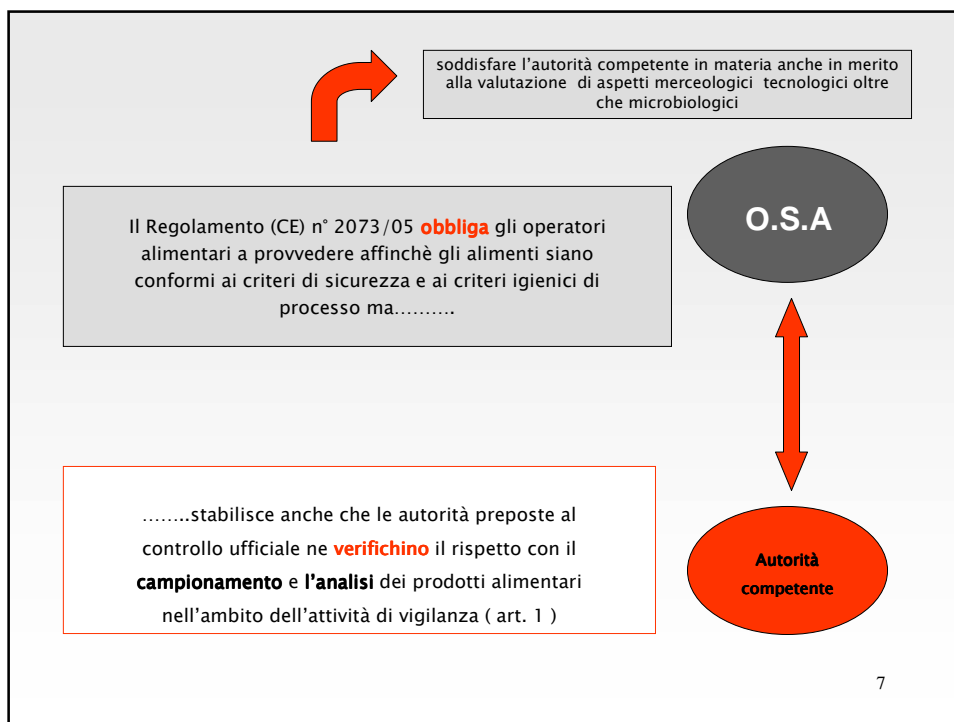 soddisfare l'autorità competente in materia anche in merito
alla valutazione di aspetti merceologici tecnologici oltre
che microbiologici
O.S.A
Il Regolamento (CE) n° 2073/05 obbliga gli operatori
alimentari a provvedere affinchè gli alimenti siano
conformi ai criteri di sicurezza e ai criteri igienici di
processo ma……….
……..stabilisce anche che le autorità preposte al
controllo ufficiale ne verifichino il rispetto con il
campionamento e l'analisi dei prodotti alimentari
nell'ambito dell'attività di vigilanza ( art. 1 )
Autorità
competente
7